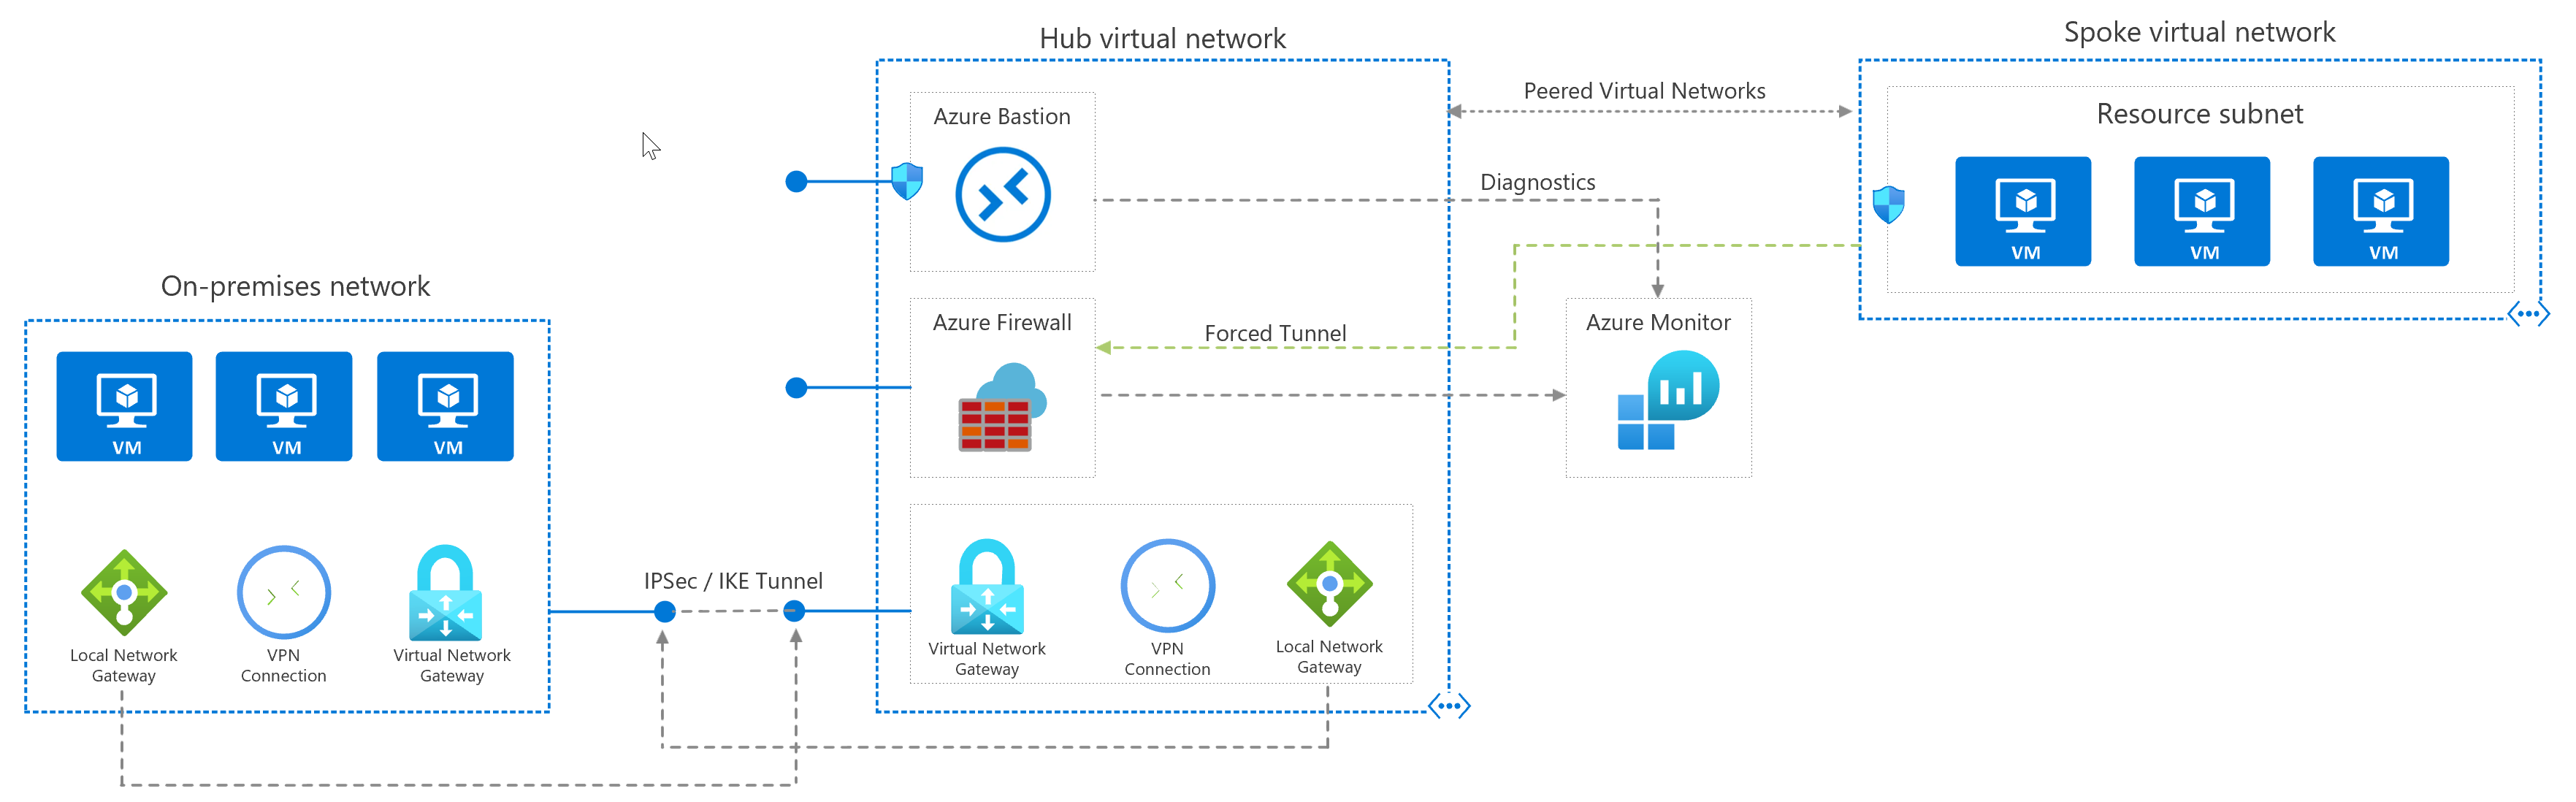 Hub virtual network
Spoke virtual network
Peered Virtual Networks
Azure Bastion
Resource subnet
Diagnostics
VM
VM
VM
On-premises network
Azure Firewall
Forced Tunnel
Azure Monitor
VM
VM
VM
IPSec / IKE Tunnel
Local Network
Gateway
VPN
Connection
Virtual Network
Gateway
Virtual Network
Gateway
VPN
Connection
Local Network
Gateway